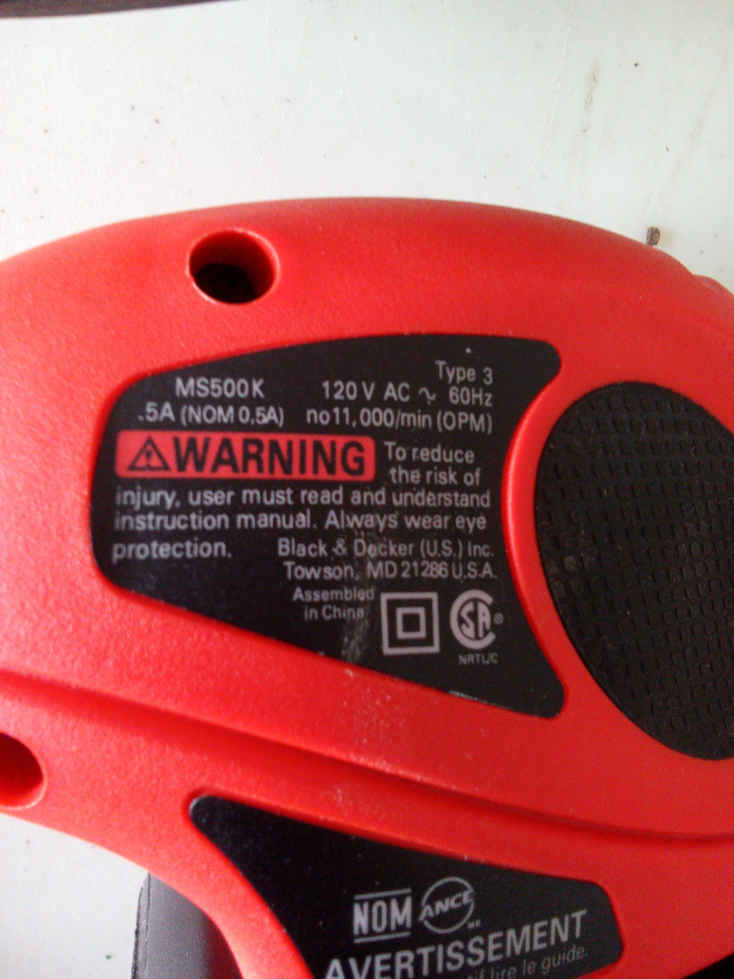 Type 3
MS500K 120 V AC ∿ 60Hz
.5A (NOM 0,5A) no11,000/min (OPM)
⚠WARNING To reduce
the risk of
injury, user must read and understand
instruction manual. Always wear eye
protection. Black & Decker (U.S.) Inc.
Towson, MD 21286 U.S.A.
Assembled
in China
SA ®
NRTL/C
NOM ANCE
AVERTISSEMENT
lire le guide.